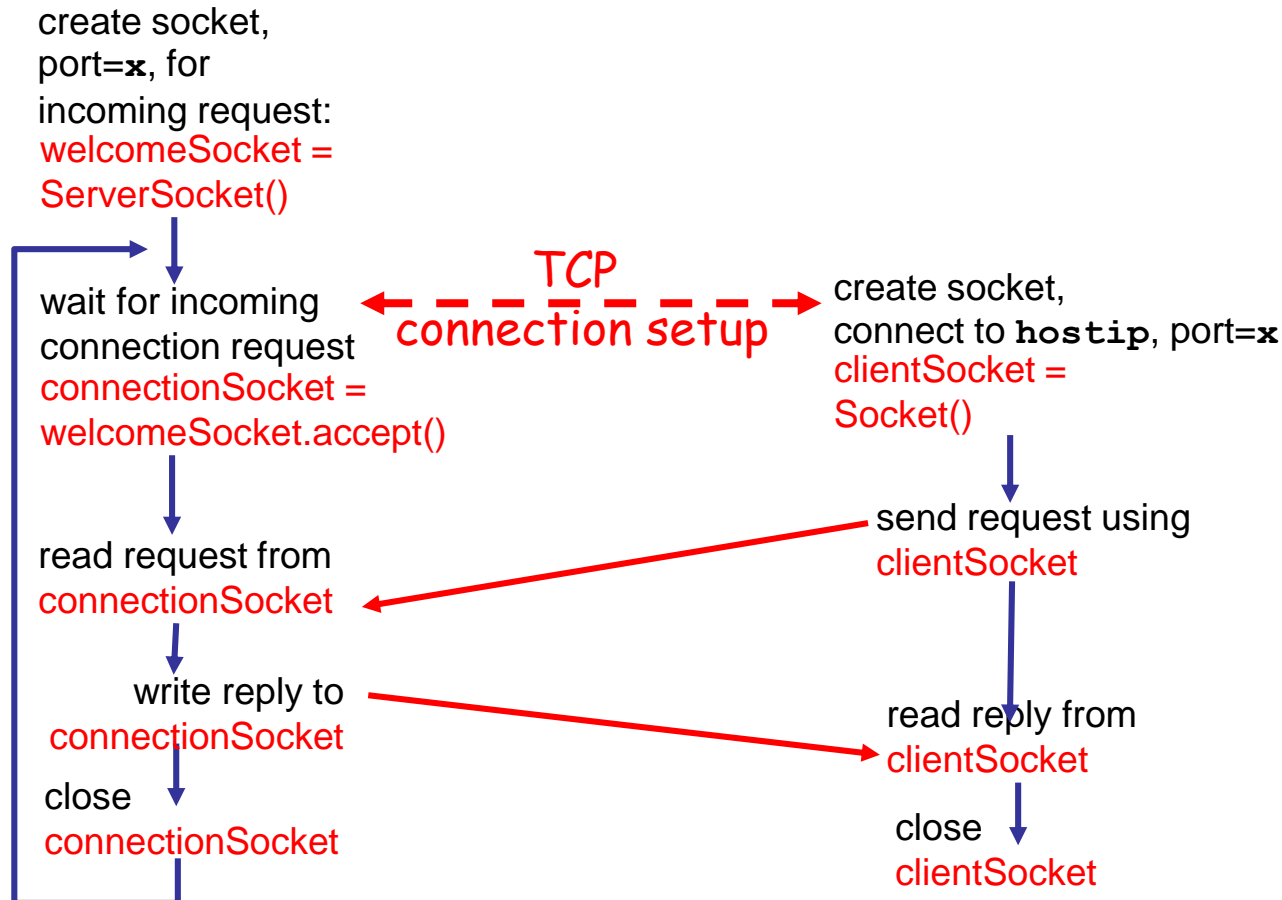 create socket,
port=x, for
incoming request:
welcomeSocket =
ServerSocket()
wait for incoming
connection request
connectionSocket =
welcomeSocket.accept()
read request from
connectionSocket
write reply to
connectionSocket
close
connectionSocket
TCP
connection setup
create socket,
connect to hostip, port=x
clientSocket =
Socket()
send request using
clientSocket
read reply from
clientSocket
close
clientSocket